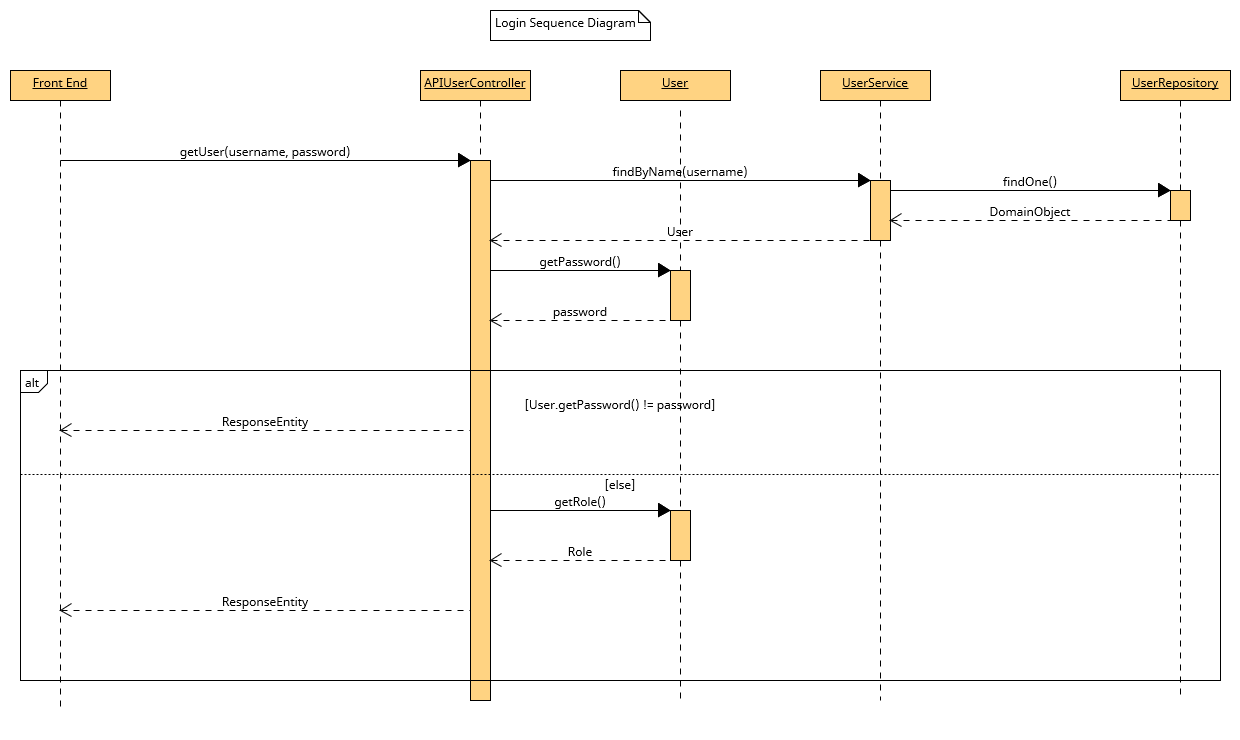 Login Sequence Diagram
Front End
APIUserController
User
UserService
UserRepository
getUser(username, password)
findByName(username)
findOne()
DomainObject
User
getPassword()
password
alt
[User.getPassword() != password]
ResponseEntity
[else]
getRole()
Role
ResponseEntity